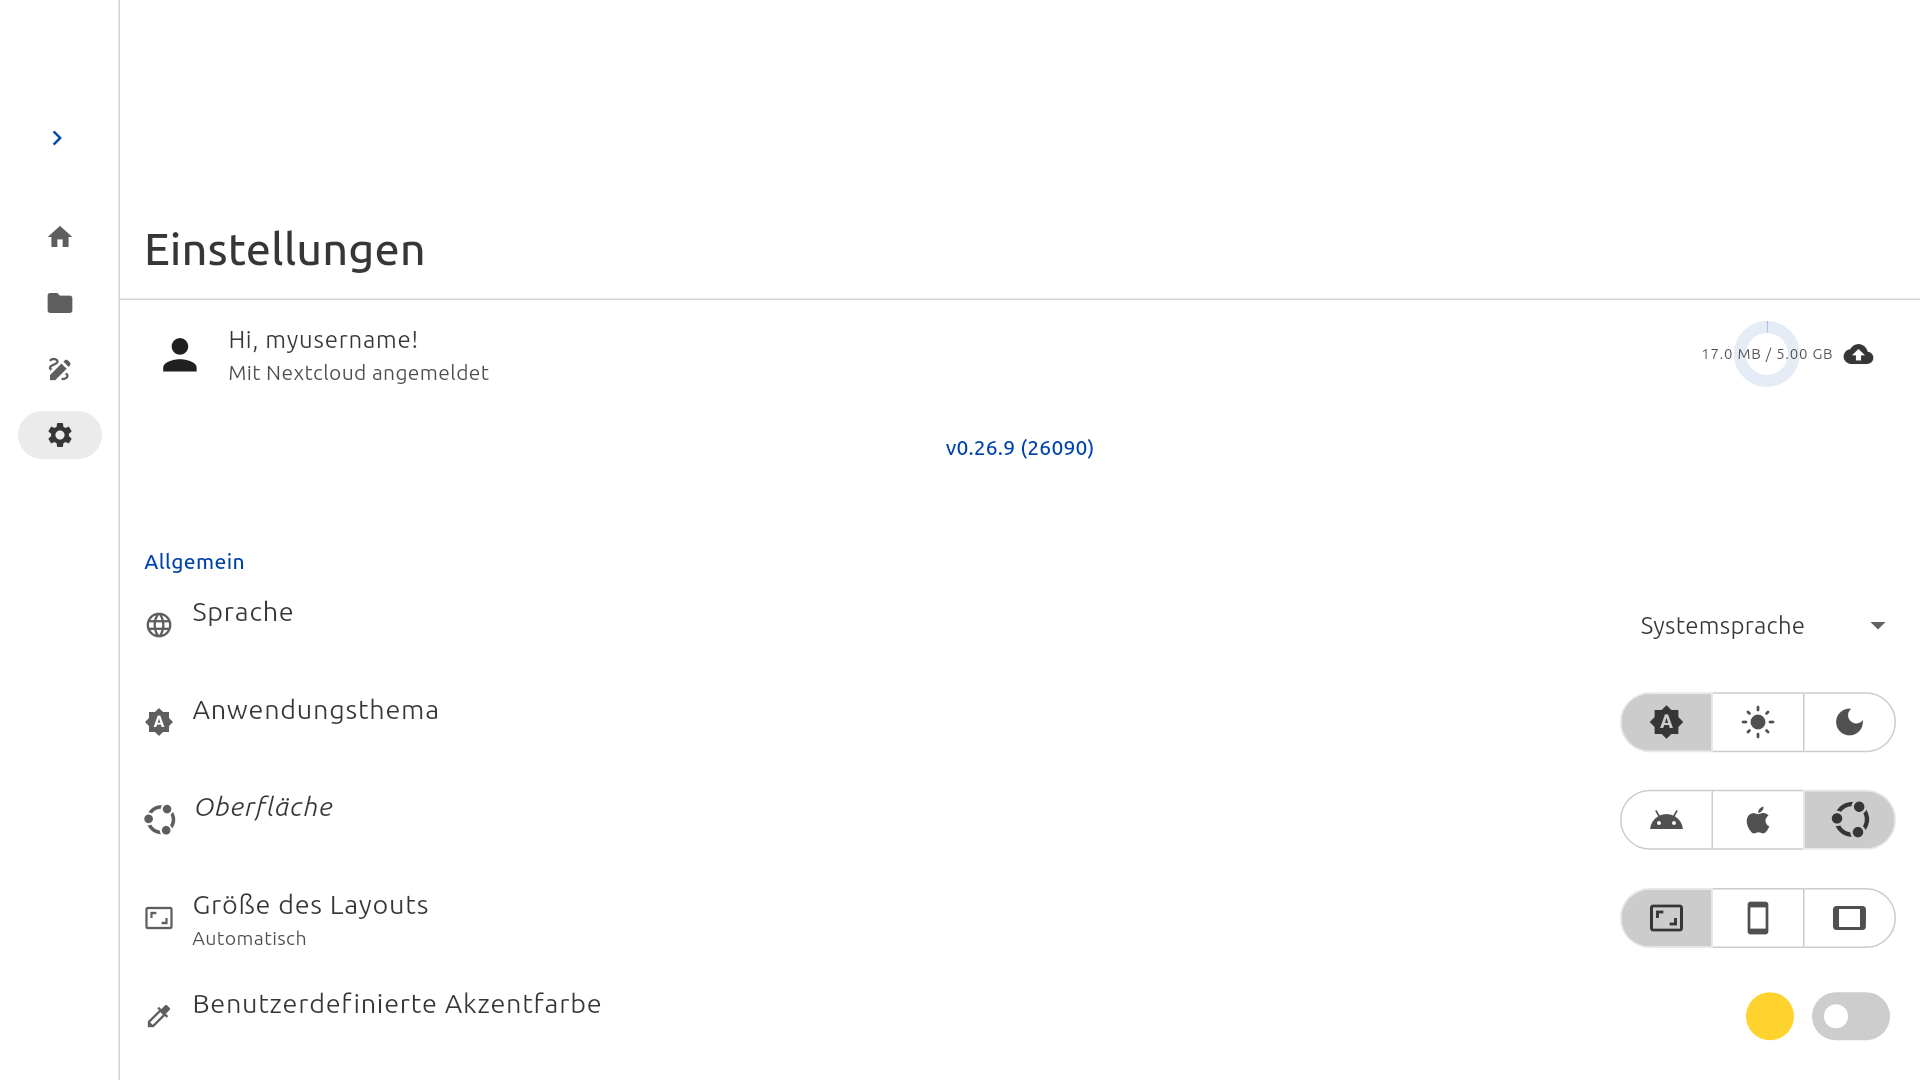 Einstellungen
Hi, myusername!
Mit Nextcloud angemeldet
17.0 MB / 5.00 GB
v0.26.9 (26090)
Allgemein
Sprache
Systemsprache
Anwendungsthema
Oberfläche
Größe des Layouts
Automatisch
Benutzerdefinierte Akzentfarbe